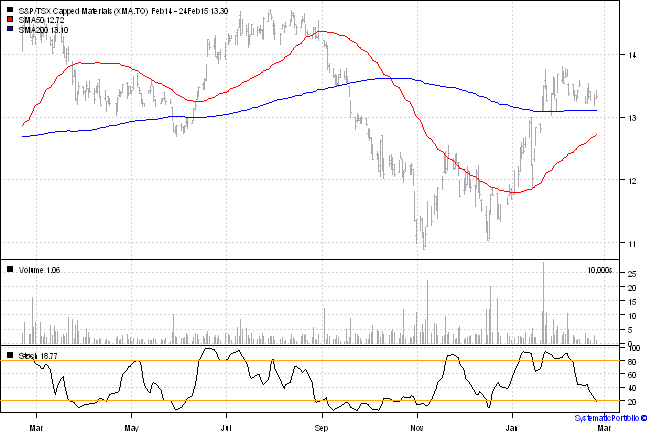 S&P/TSX Capped Materials (XMA.TO) Feb14 - 24Feb15 13.30
SMA50 12.72
SMA200 13.10
14
13
12
11
Volume 1.06
10,000s
25
20
15
10
5
0
Stoch 18.77
100
80
60
40
20
Mar
May
Jul
Sep
Nov
Jan
Mar
SystematicPortfolio ©